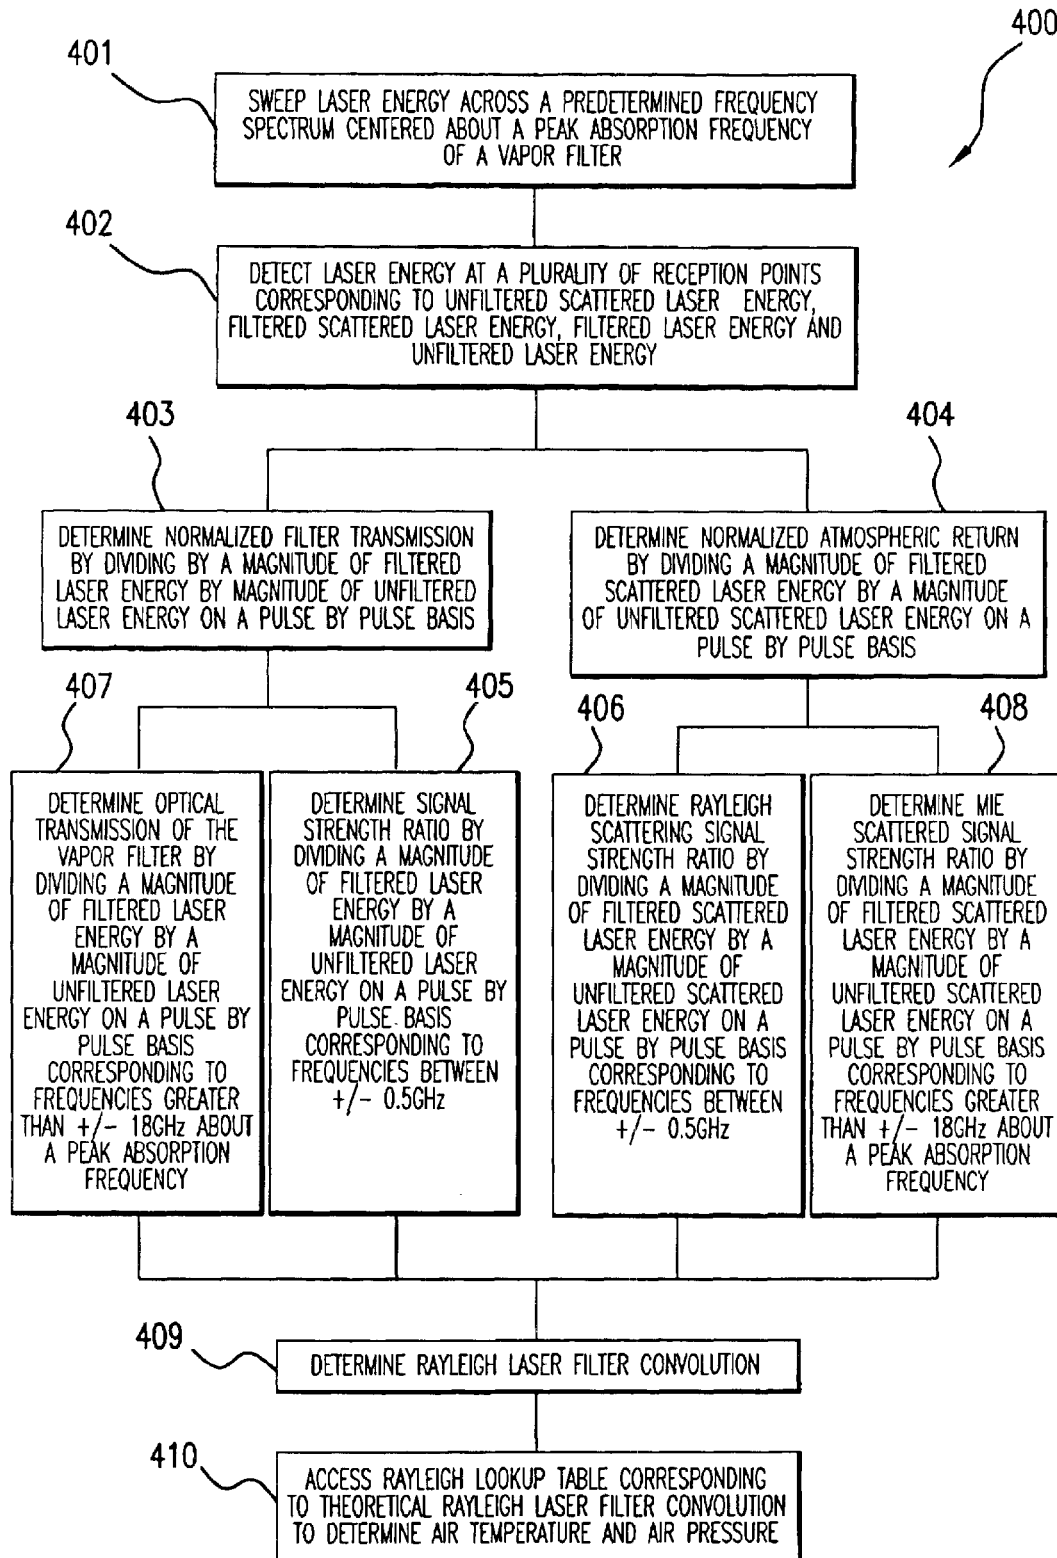 400
401
SWEEP LASER ENERGY ACROSS A PREDETERMINED FREQUENCY
SPECTRUM CENTERED ABOUT A PEAK ABSORPTION FREQUENCY
OF A VAPOR FILTER
402
DETECT LASER ENERGY AT A PLURALITY OF RECEPTION POINTS
CORRESPONDING TO UNFILTERED SCATTERED LASER ENERGY,
FILTERED SCATTERED LASER ENERGY, FILTERED LASER ENERGY AND
UNFILTERED LASER ENERGY
403
DETERMINE NORMALIZED FILTER TRANSMISSION
BY DIVIDING BY A MAGNITUDE OF FILTERED
LASER ENERGY BY MAGNITUDE OF UNFILTERED
LASER ENERGY ON A PULSE BY PULSE BASIS
404
DETERMINE NORMALIZED ATMOSPHERIC RETURN
BY DIVIDING A MAGNITUDE OF FILTERED
SCATTERED LASER ENERGY BY A MAGNITUDE
OF UNFILTERED SCATTERED LASER ENERGY ON A
PULSE BY PULSE BASIS
407
DETERMINE OPTICAL
TRANSMISSION OF THE
VAPOR FILTER BY
DIVIDING A MAGNITUDE
OF FILTERED LASER
ENERGY BY A
MAGNITUDE OF
UNFILTERED LASER
ENERGY ON A PULSE BY
PULSE BASIS
CORRESPONDING TO
FREQUENCIES GREATER
THAN +/- 18GHz ABOUT
A PEAK ABSORPTION
FREQUENCY
405
DETERMINE SIGNAL
STRENGTH RATIO BY
DIVIDING A MAGNITUDE
OF FILTERED LASER
ENERGY BY A
MAGNITUDE OF
UNFILTERED LASER
ENERGY ON A PULSE BY
PULSE BASIS
CORRESPONDING TO
FREQUENCIES BETWEEN
+/- 0.5GHz
406
DETERMINE RAYLEIGH
SCATTERING SIGNAL
STRENGTH RATIO BY
DIVIDING A MAGNITUDE
OF FILTERED SCATTERED
LASER ENERGY BY A
MAGNITUDE OF
UNFILTERED SCATTERED
LASER ENERGY ON A
PULSE BY PULSE BASIS
CORRESPONDING TO
FREQUENCIES BETWEEN
+/- 0.5GHz
408
DETERMINE MIE
SCATTERED SIGNAL
STRENGTH RATIO BY
DIVIDING A MAGNITUDE
OF FILTERED SCATTERED
LASER ENERGY BY A
MAGNITUDE OF
UNFILTERED SCATTERED
LASER ENERGY ON A
PULSE BY PULSE BASIS
CORRESPONDING TO
FREQUENCIES GREATER
THAN +/- 18GHz ABOUT
A PEAK ABSORPTION
FREQUENCY
409
DETERMINE RAYLEIGH LASER FILTER CONVOLUTION
410
ACCESS RAYLEIGH LOOKUP TABLE CORRESPONDING
TO THEORETICAL RAYLEIGH LASER FILTER CONVOLUTION
TO DETERMINE AIR TEMPERATURE AND AIR PRESSURE